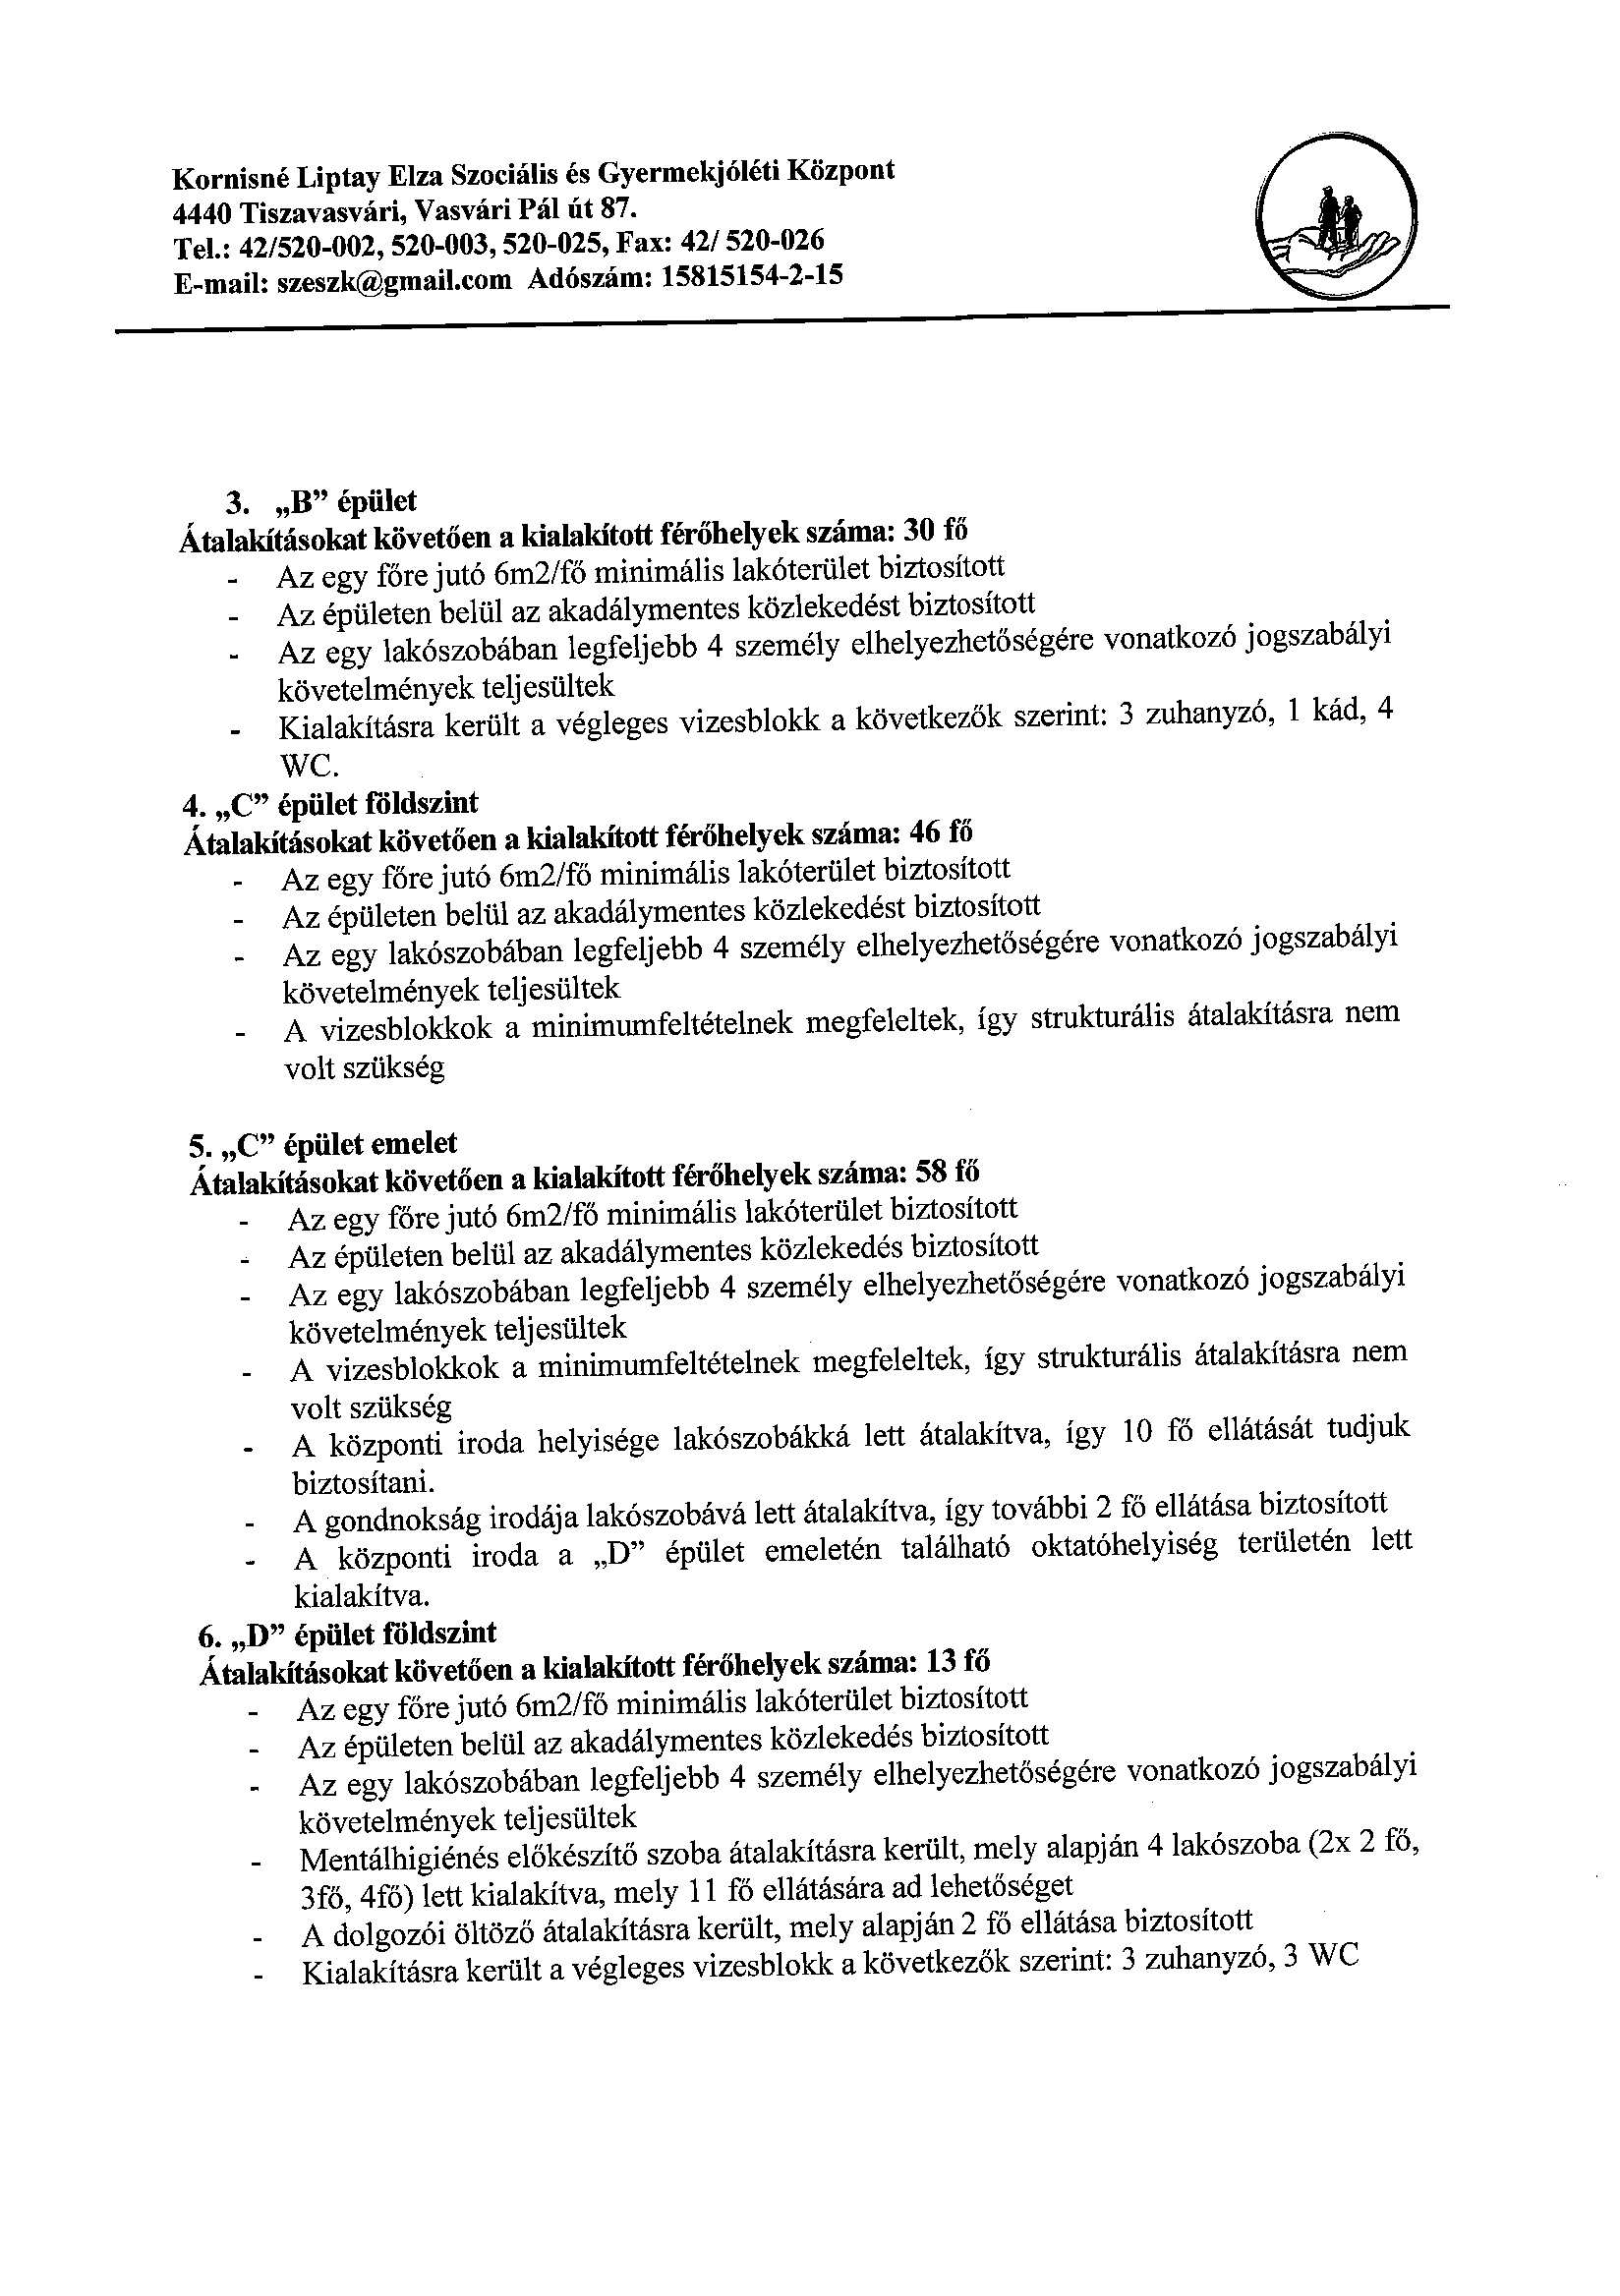 Kornisné Liptay Elza Szociális és Gyermekjóléti Központ
4440 Tiszavasvári, Vasvári Pál út 87.
Tel.: 42/520-002, 520-003, 520-025, Fax: 42/ 520-026
E-mail: szeszk@gmail.com Adószám: 15815154-2-15
3. „B” épület
Átalakításokat követően a kialakított férőhelyek száma: 30 fő
- Az egy főre jutó 6m2/fő minimális lakóterület biztosított
- Az épületen belül az akadálymentes közlekedést biztosított
- Az egy lakószobában legfeljebb 4 személy elhelyezhetőségére vonatkozó jogszabályi
követelmények teljesültek
- Kialakításra került a végleges vizesblokk a következők szerint: 3 zuhanyzó, 1 kád, 4
WC.
4. „C” épület földszint
Átalakításokat követően a kialakított férőhelyek száma: 46 fő
- Az egy főre jutó 6m2/fő minimális lakóterület biztosított
- Az épületen belül az akadálymentes közlekedést biztosított
- Az egy lakószobában legfeljebb 4 személy elhelyezhetőségére vonatkozó jogszabályi
követelmények teljesültek
- A vizesblokkok a minimumfeltételnek megfeleltek, így strukturális átalakításra nem
volt szükség
5. „C” épület emelet
Átalakításokat követően a kialakított férőhelyek száma: 58 fő
- Az egy főre jutó 6m2/fő minimális lakóterület biztosított
- Az épületen belül az akadálymentes közlekedés biztosított
- Az egy lakószobában legfeljebb 4 személy elhelyezhetőségére vonatkozó jogszabályi
követelmények teljesültek
- A vizesblokkok a minimumfeltételnek megfeleltek, így strukturális átalakításra nem
volt szükség
- A központi iroda helyisége lakószobákká lett átalakítva, így 10 fő ellátását tudjuk
biztosítani.
- A gondnokság irodája lakószobává lett átalakítva, így további 2 fő ellátása biztosított
- A központi iroda a „D” épület emeletén található oktatóhelyiség területén lett
kialakítva.
6. „D” épület földszint
Átalakításokat követően a kialakított férőhelyek száma: 13 fő
- Az egy főre jutó 6m2/fő minimális lakóterület biztosított
- Az épületen belül az akadálymentes közlekedés biztosított
- Az egy lakószobában legfeljebb 4 személy elhelyezhetőségére vonatkozó jogszabályi
követelmények teljesültek
- Mentálhigiénés előkészítő szoba átalakításra került, mely alapján 4 lakószoba (2x 2 fő,
3fő, 4fő) lett kialakítva, mely 11 fő ellátására ad lehetőséget
- A dolgozói öltöző átalakításra került, mely alapján 2 fő ellátása biztosított
- Kialakításra került a végleges vizesblokk a következők szerint: 3 zuhanyzó, 3 WC